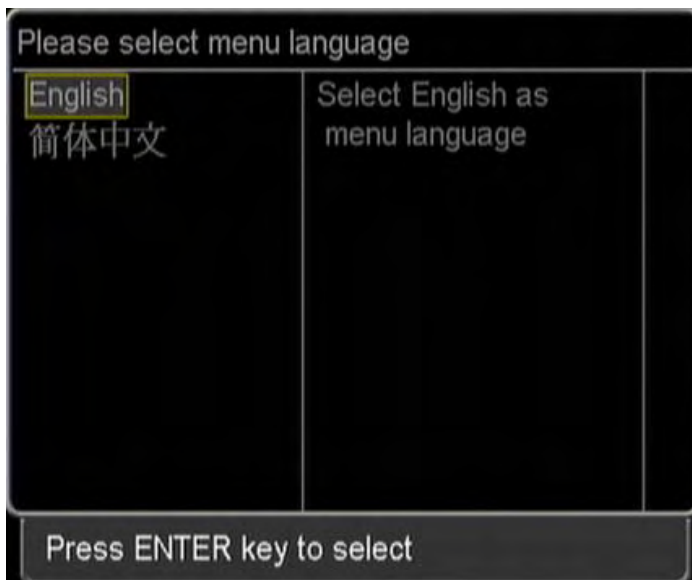 Please select menu language
English
简体中文
Select English as
menu language
Press ENTER key to select